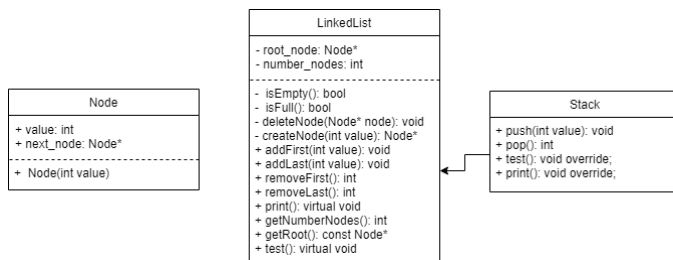 Node
+ value: int
+ next_node: Node*
+ Node(int value)
LinkedList
- root_node: Node*
- number_nodes: int
- isEmpty(): bool
- isFull(): bool
- deleteNode(Node* node): void
- createNode(int value): Node*
+ addFirst(int value): void
+ addLast(int value): void
+ removeFirst(): int
+ removeLast(): int
+ print(): virtual void
+ getNumberNodes(): int
+ getRoot(): const Node*
+ test(): virtual void
Stack
+ push(int value): void
+ pop(): int
+ test(): void override;
+ print(): void override;